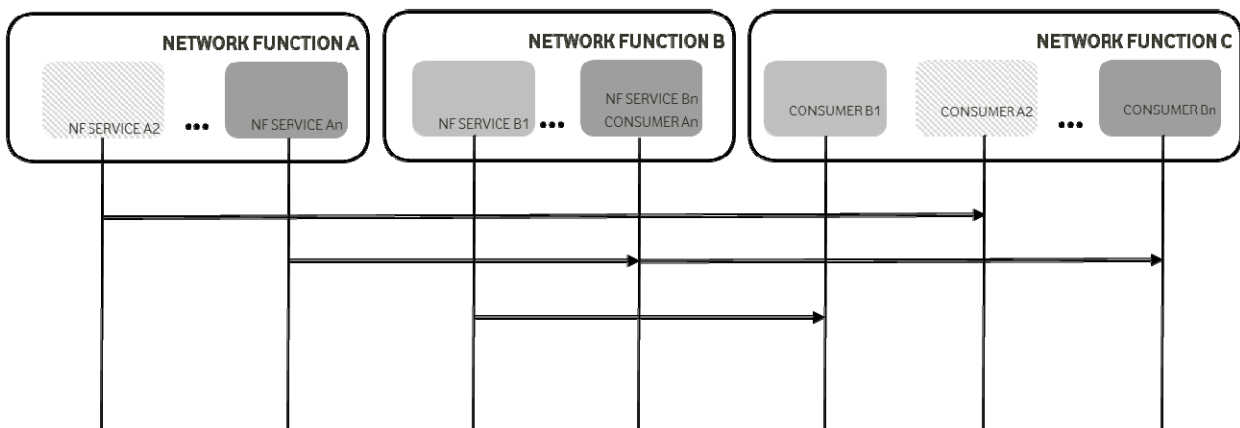 NETWORK FUNCTION A
NF SERVICE A2
•••
NF SERVICE An
NETWORK FUNCTION B
NF SERVICE B1
•••
NF SERVICE Bn
CONSUMER An
NETWORK FUNCTION C
CONSUMER B1
CONSUMER A2
•••
CONSUMER Bn